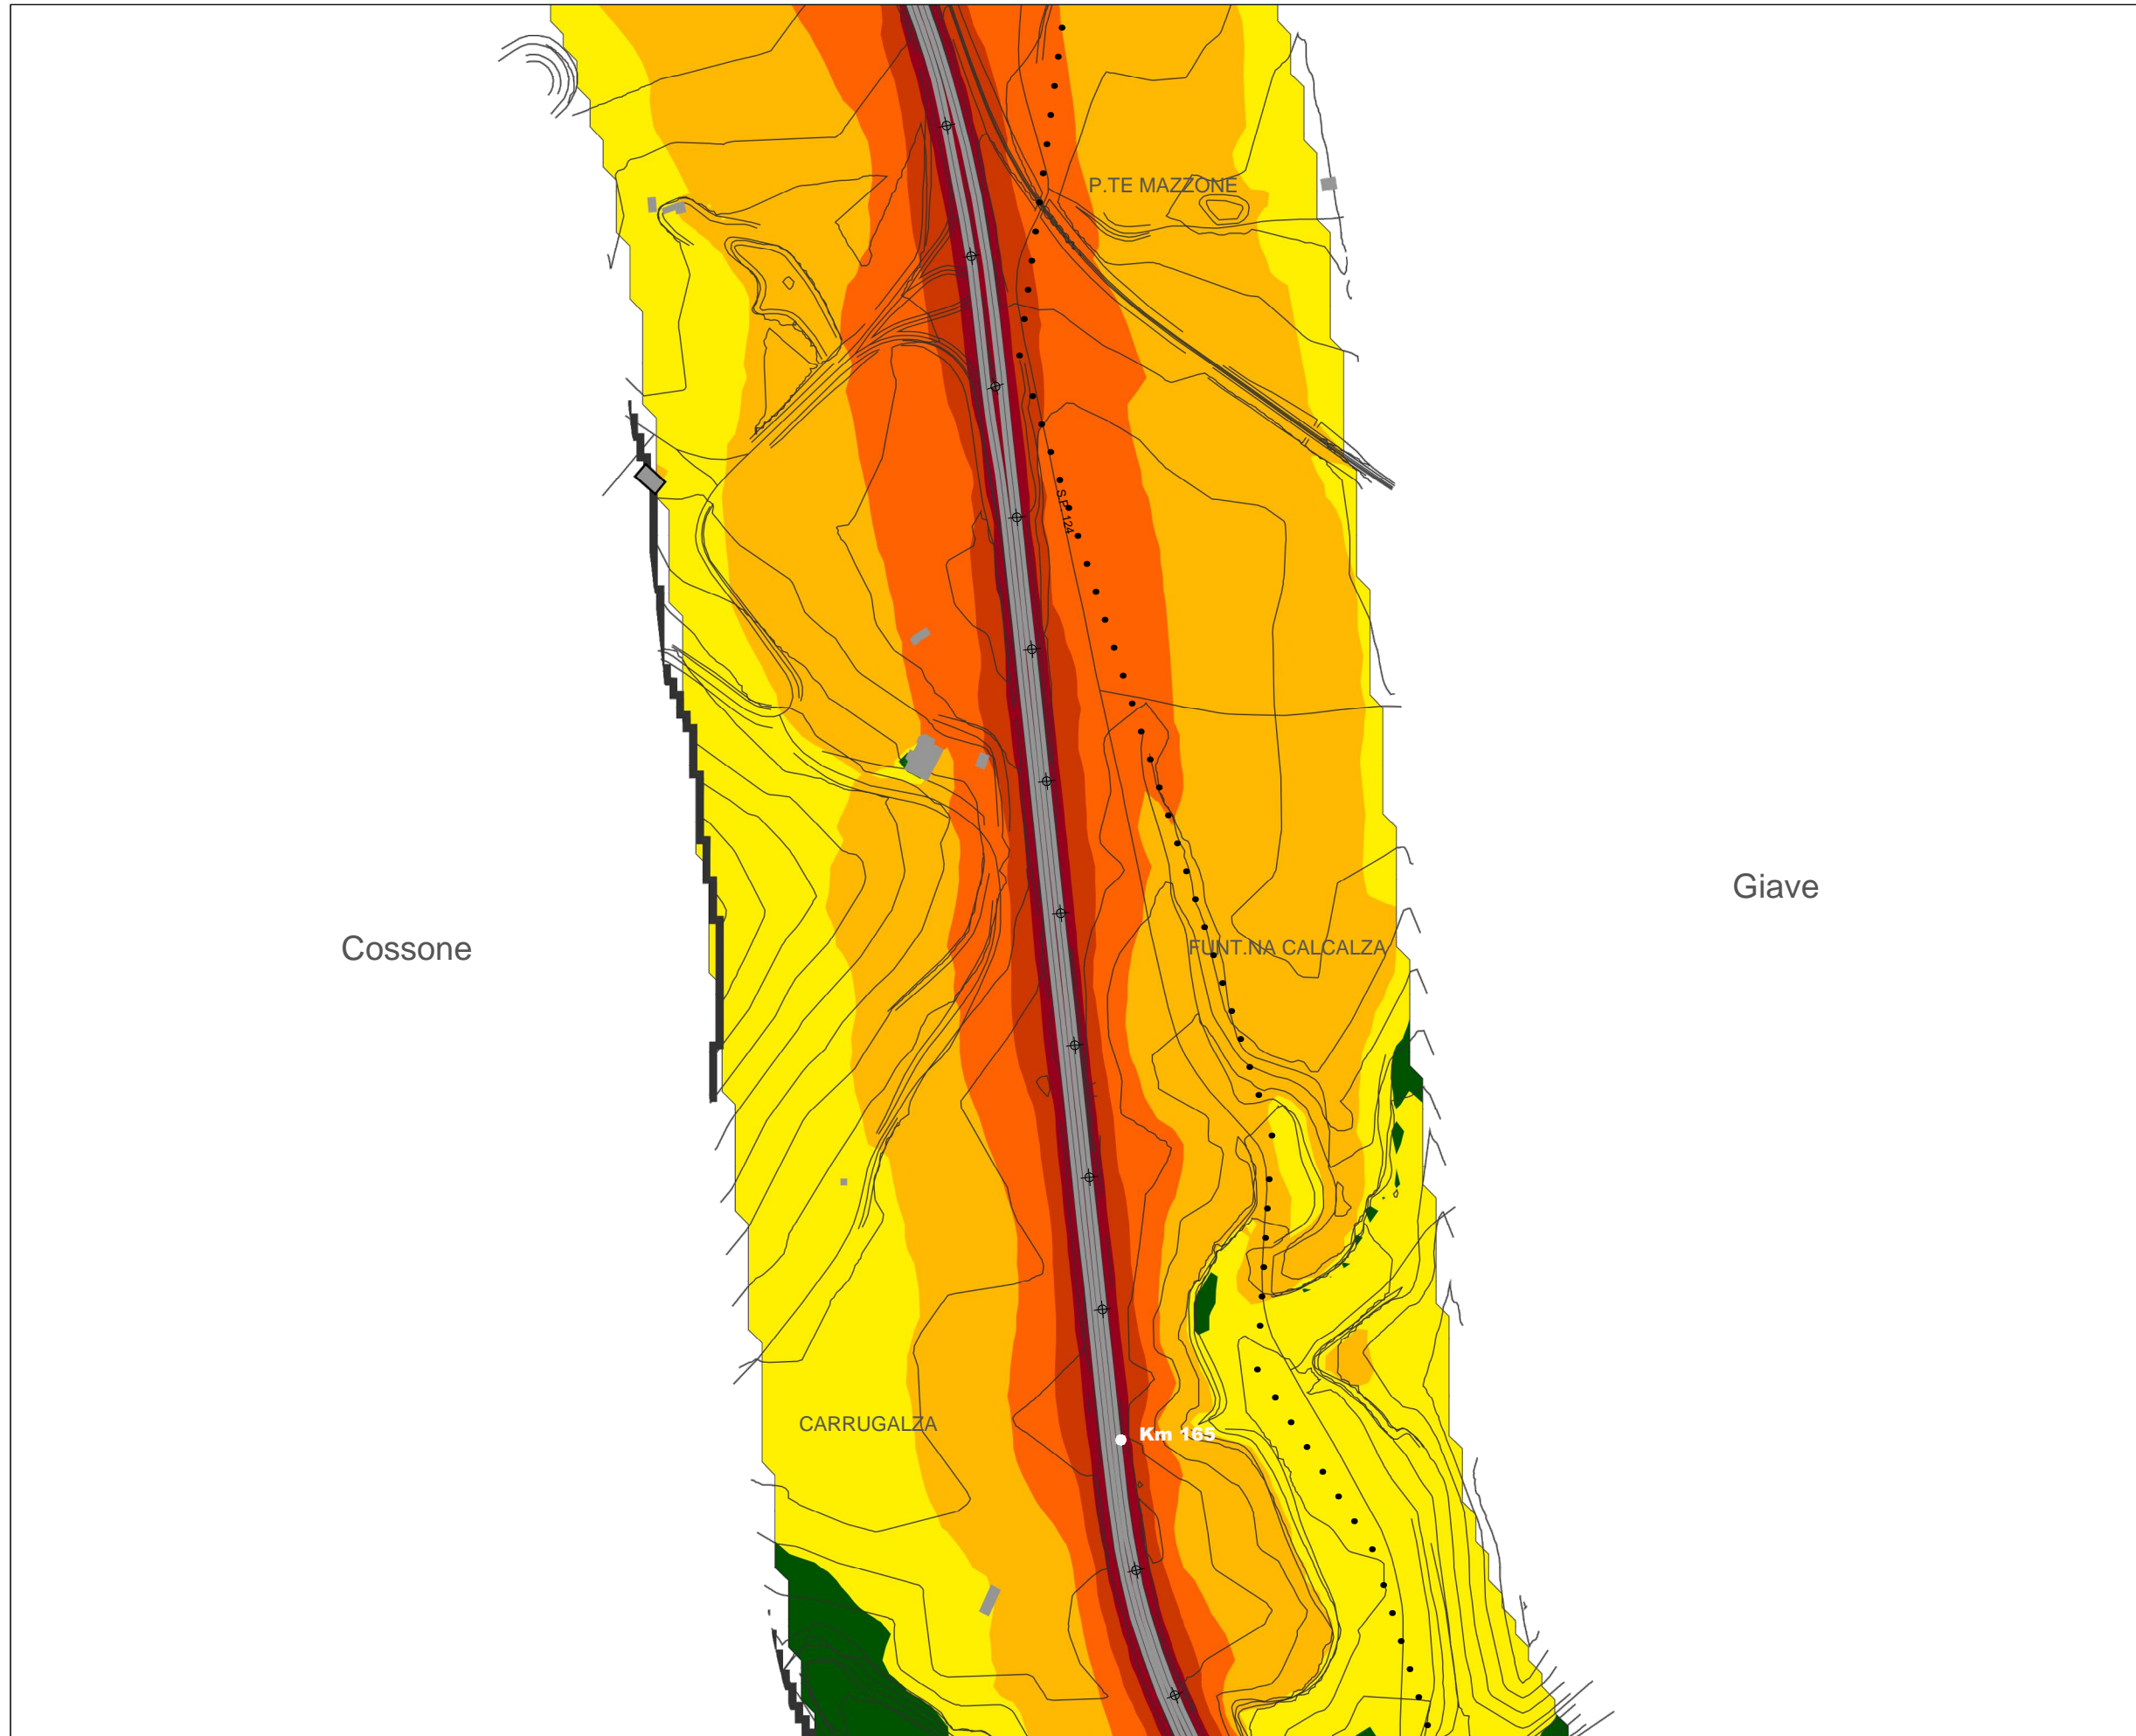 P.TE MAZZONE
S.P. 124
Giave
Cossone
FUNT.NA CALCALZA
CARRUGALZA
Km 165